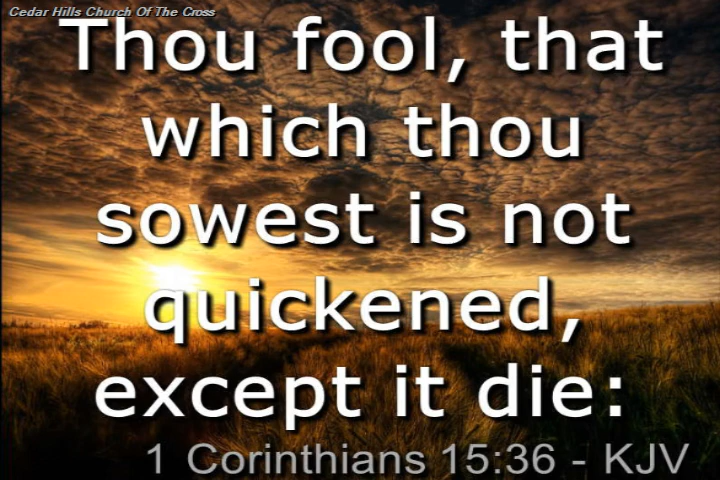 Cedar Hills Church Of The Cross
Thou fool, that
which thou
sowest is not
quickened,
except it die:
1 Corinthians 15:36 - KJV